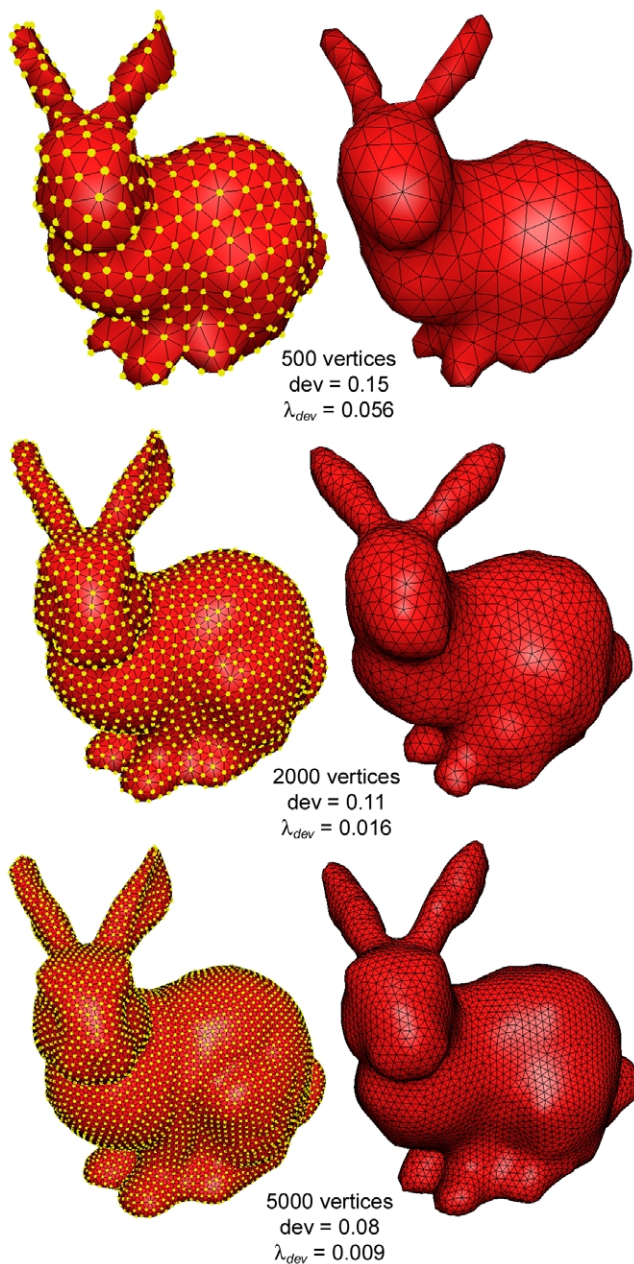 500 vertices
dev = 0.15
λdev = 0.056
2000 vertices
dev = 0.11
λdev = 0.016
5000 vertices
dev = 0.08
λdev = 0.009